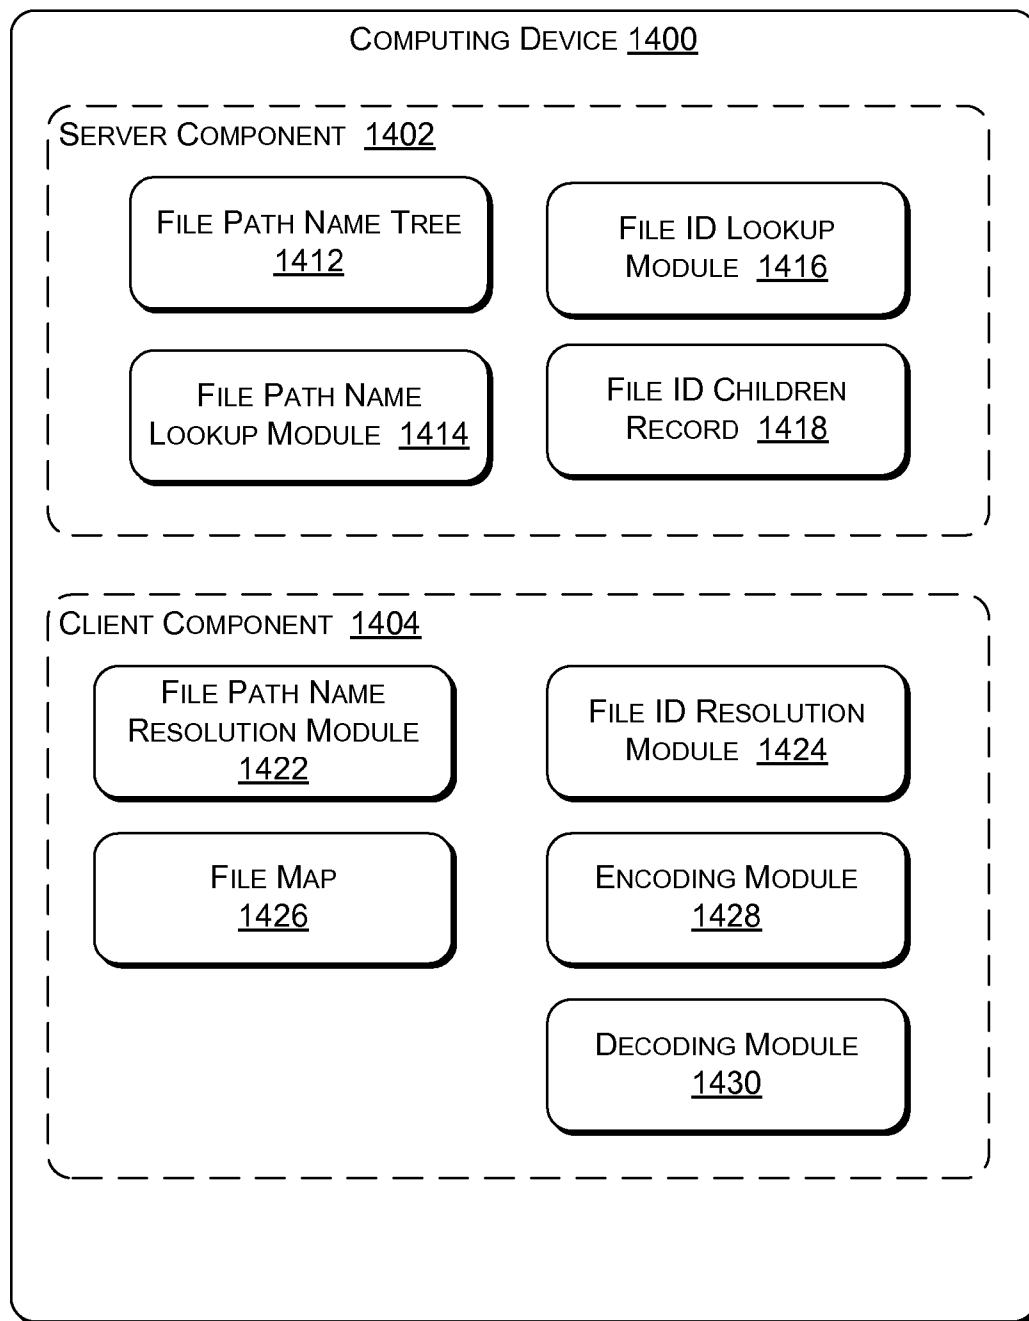 COMPUTING DEVICE 1400
SERVER COMPONENT 1402
FILE PATH NAME TREE
1412
FILE ID LOOKUP
MODULE 1416
FILE PATH NAME
LOOKUP MODULE 1414
FILE ID CHILDREN
RECORD 1418
CLIENT COMPONENT 1404
FILE PATH NAME
RESOLUTION MODULE
1422
FILE ID RESOLUTION
MODULE 1424
FILE MAP
1426
ENCODING MODULE
1428
DECODING MODULE
1430